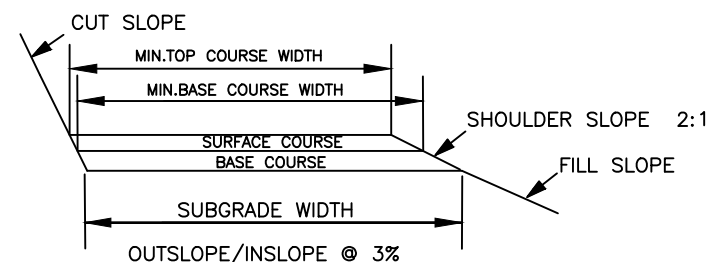 CUT SLOPE
MIN.TOP COURSE WIDTH
MIN.BASE COURSE WIDTH
SHOULDER SLOPE 2:1
SURFACE COURSE
BASE COURSE
FILL SLOPE
SUBGRADE WIDTH
OUTSLOPE/INSLOPE @ 3%